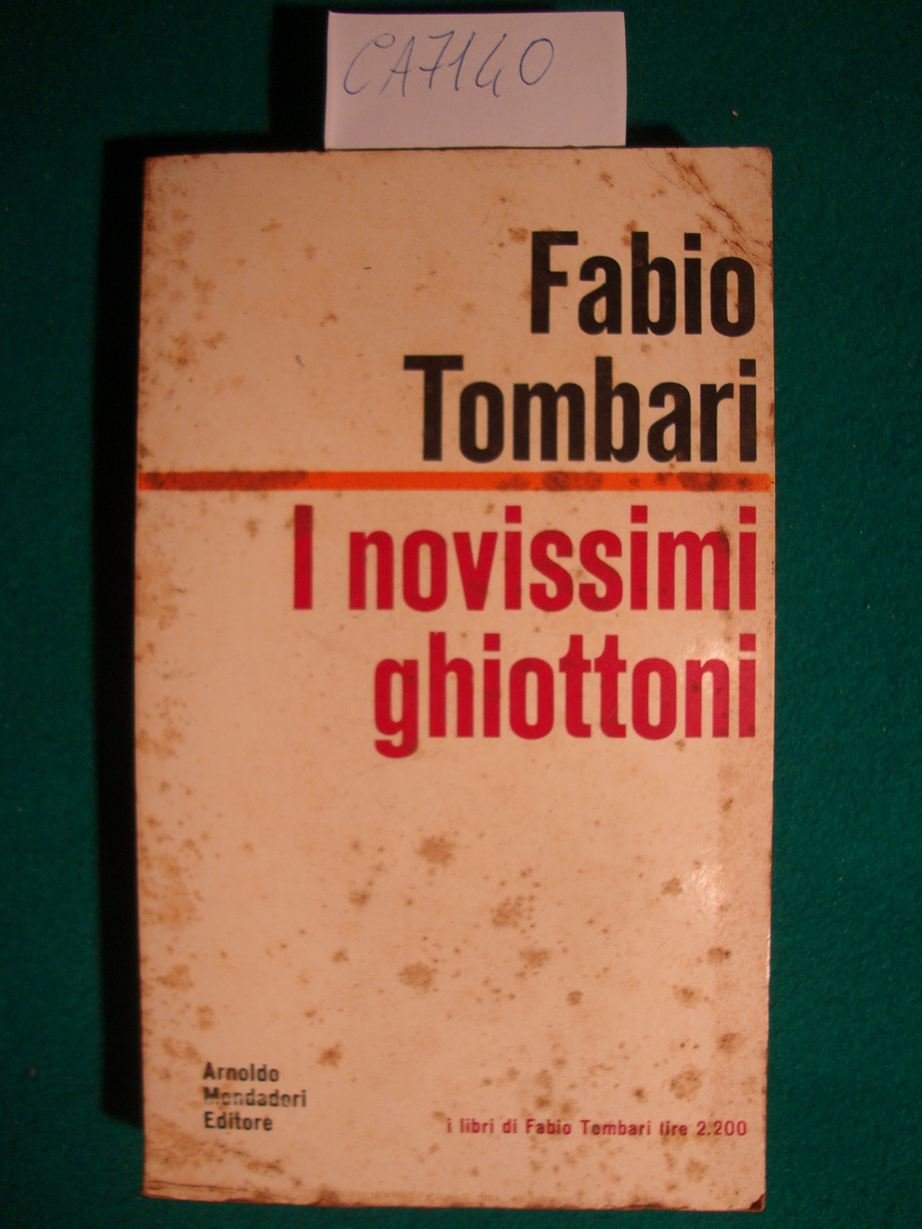 CA7140
Fabio
Tombari
I novissimi
ghiottoni
Arnoldo
Mondadori
Editore
i libri di Fabio Tombari lire 2.200